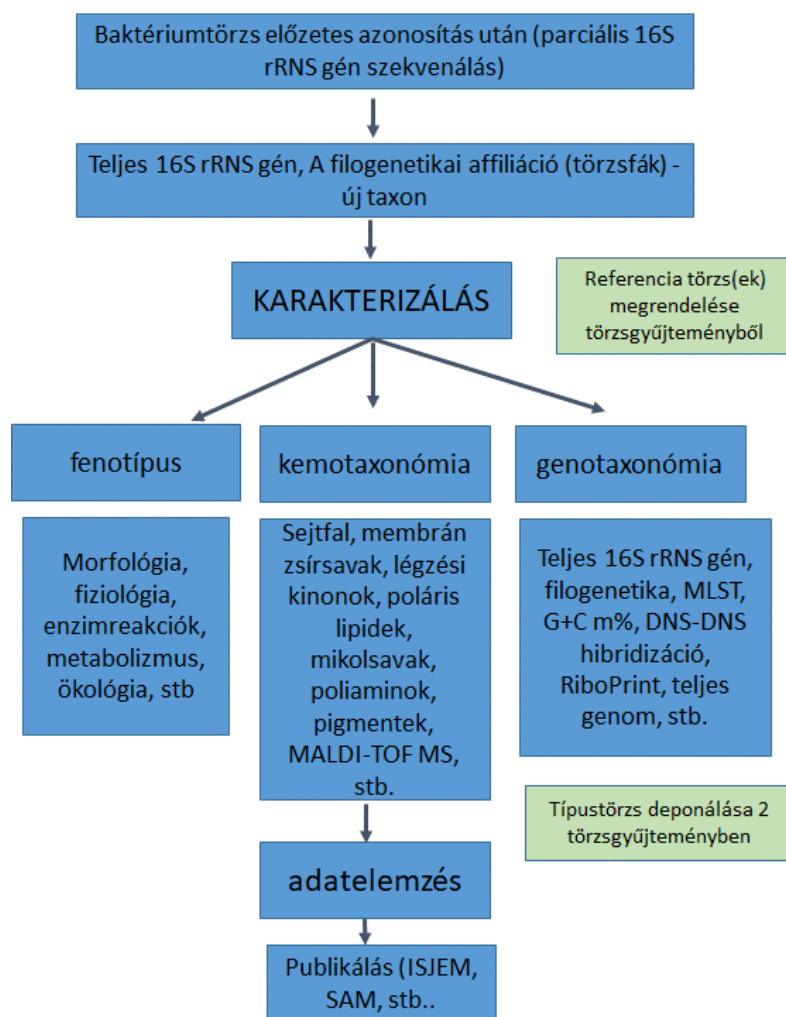 Baktériumtörzs előzetes azonosítás után (parciális 16S
rRNS gén szekvenálás)
Teljes 16S rRNS gén, A filogenetikai affiliáció (törzsfák) -
új taxon
KARAKTERIZÁLÁS
Referencia törzs(ek)
megrendelése
törzsgyűjteményből
fenotípus
kemotaxonómia
genotaxonómia
Morfológia,
fiziológia,
enzimreakciók,
metabolizmus,
ökológia, stb
Sejtfal, membrán
zsírsavak, légzési
kinonok, poláris
lipidek,
mikolsavak,
poliaminok,
pigmentek,
MALDI-TOF MS,
stb.
Teljes 16S rRNS gén,
filogenetika, MLST,
G+C m%, DNS-DNS
hibridizáció,
RiboPrint, teljes
genom, stb.
Típustörzs deponálása 2
törzsgyűjteményben
adatelemzés
Publikálás (ISJEM,
SAM, stb..